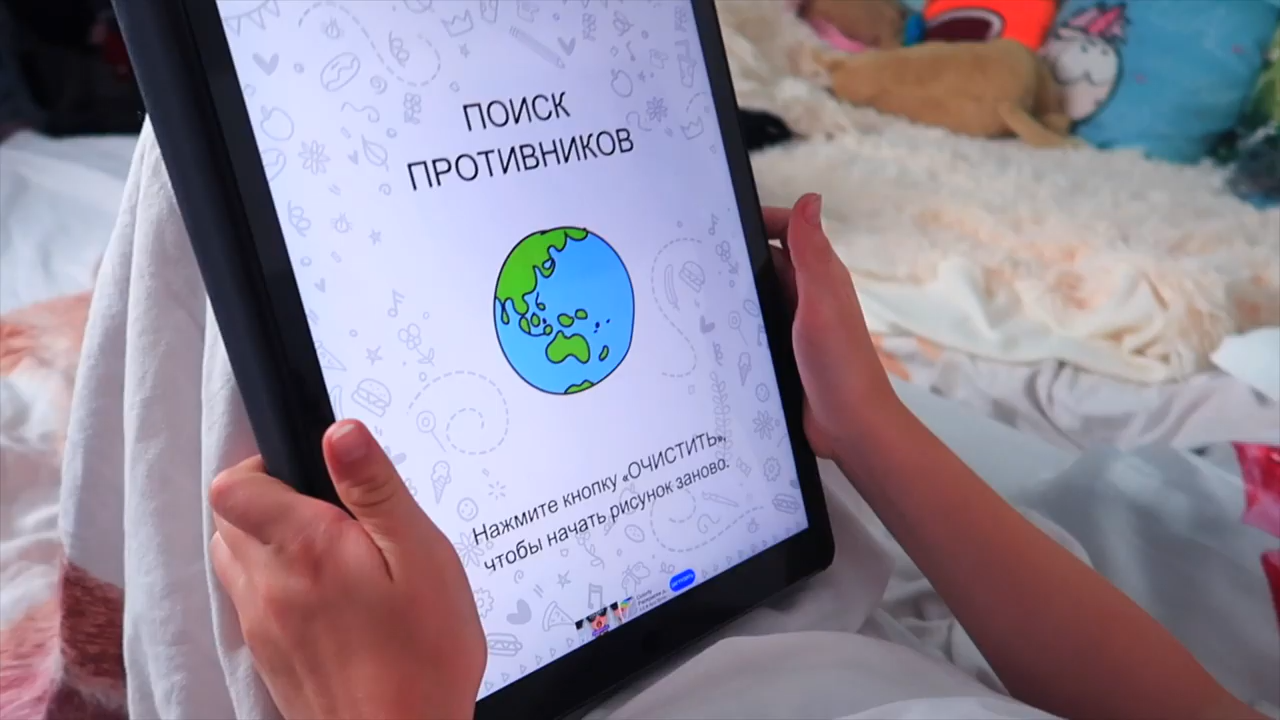 ПОИСК
ПРОТИВНИКОВ
Нажмите кнопку «ОЧИСТИТЬ»,
чтобы начать рисунок заново.